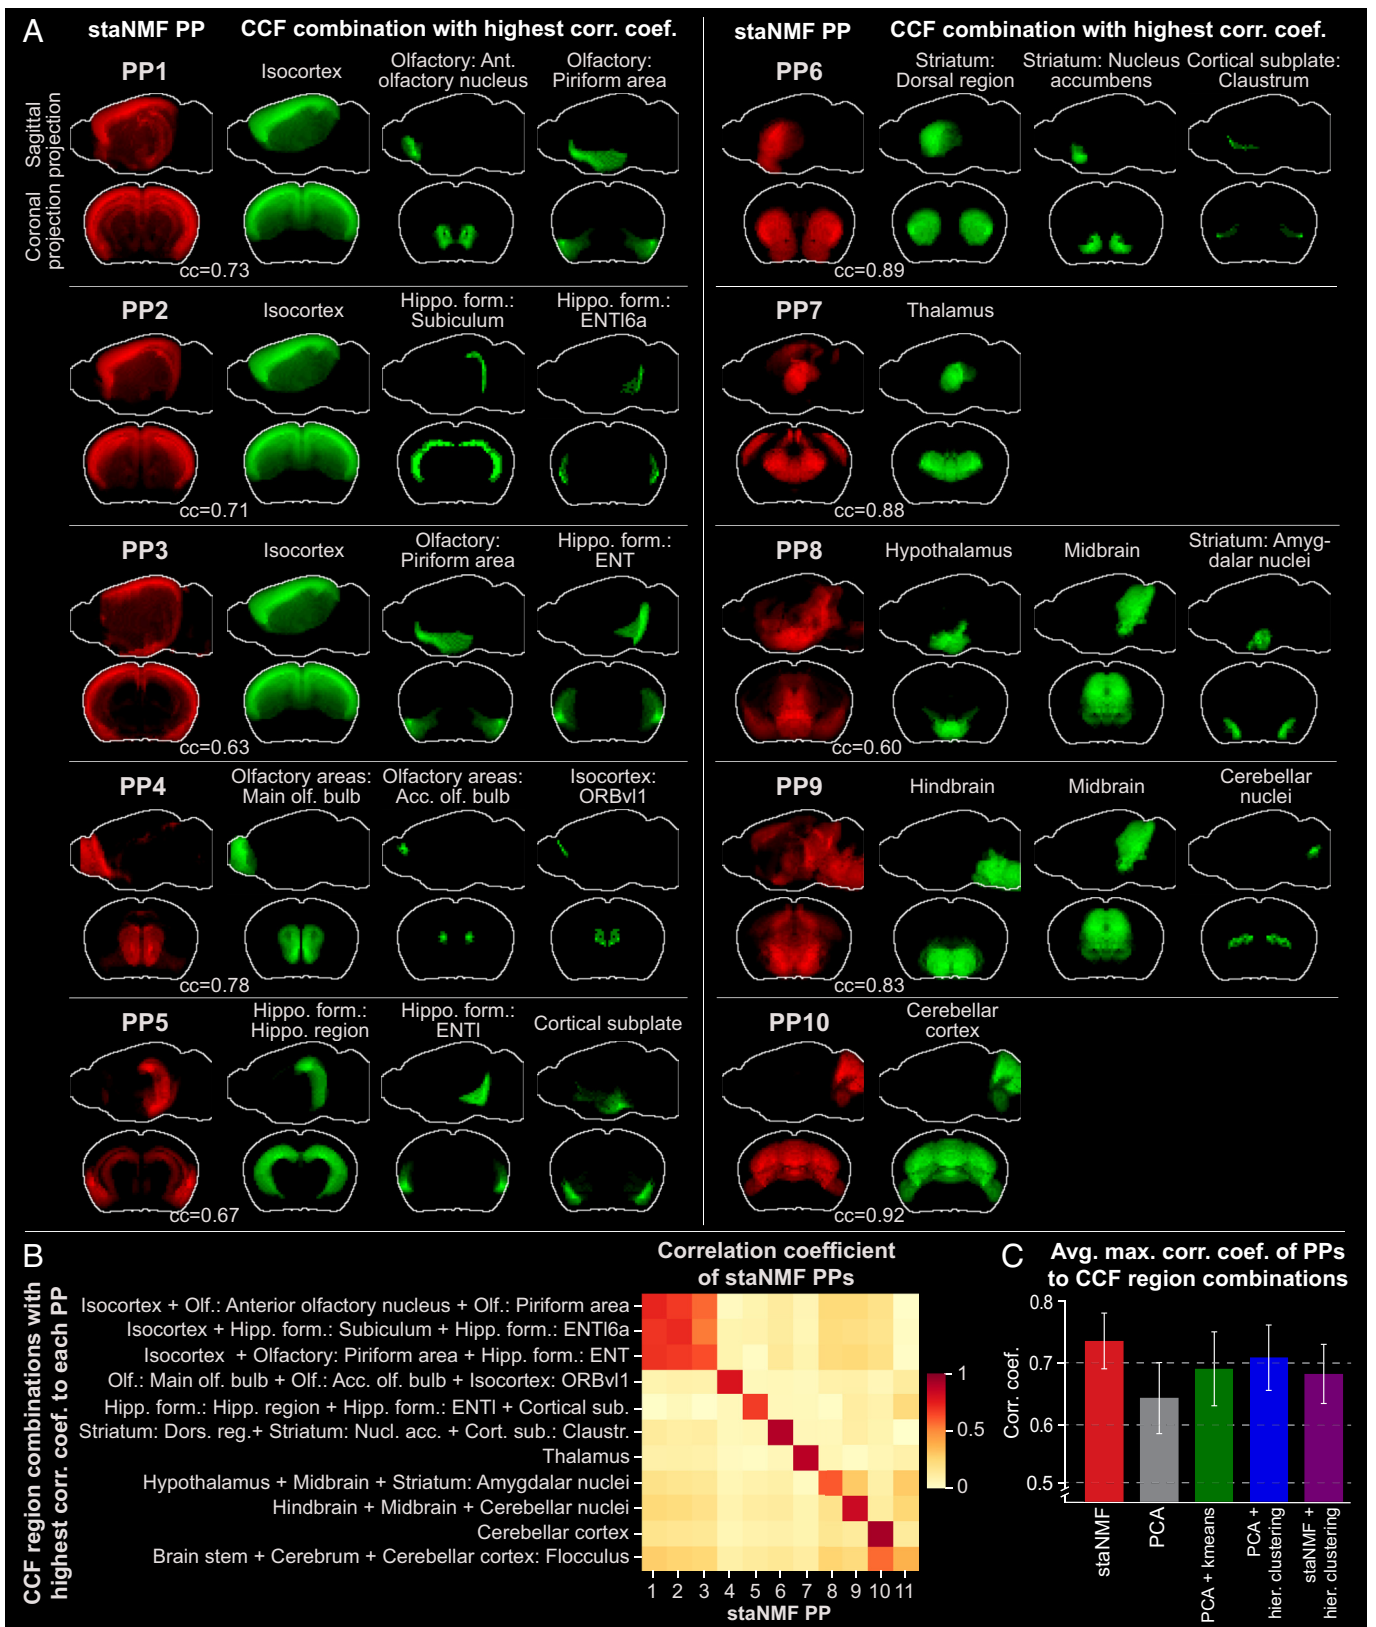 A
staNMF PP
CCF combination with highest corr. coef.
PP1
Isocortex
Olfactory: Ant.
olfactory nucleus
Olfactory:
Piriform area
Sagittal
projection
Coronal
projection
cc=0.73
PP2
Isocortex
Hippo. form.:
Subiculum
Hippo. form.:
ENTl6a
cc=0.71
PP3
Isocortex
Olfactory:
Piriform area
Hippo. form.:
ENT
cc=0.63
PP4
Olfactory areas:
Main olf. bulb
Olfactory areas:
Acc. olf. bulb
Isocortex:
ORBvl1
cc=0.78
PP5
Hippo. form.:
Hippo. region
Hippo. form.:
ENTl
Cortical subplate
cc=0.67
staNMF PP
CCF combination with highest corr. coef.
PP6
Striatum:
Dorsal region
Striatum: Nucleus
accumbens
Cortical subplate:
Claustrum
cc=0.89
PP7
Thalamus
cc=0.88
PP8
Hypothalamus
Midbrain
Striatum: Amyg-
dalar nuclei
cc=0.60
PP9
Hindbrain
Midbrain
Cerebellar
nuclei
cc=0.83
PP10
Cerebellar
cortex
cc=0.92
B
CCF region combinations with
highest corr. coef. to each PP
Correlation coefficient
of staNMF PPs
Isocortex + Olf.: Anterior olfactory nucleus + Olf.: Piriform area
Isocortex + Hipp. form.: Subiculum + Hipp. form.: ENTl6a
Isocortex + Olfactory: Piriform area + Hipp. form.: ENT
Olf.: Main olf. bulb + Olf.: Acc. olf. bulb + Isocortex: ORBvl1
Hipp. form.: Hipp. region + Hipp. form.: ENTl + Cortical sub.
Striatum: Dors. reg.+ Striatum: Nucl. acc. + Cort. sub.: Claustr.
Thalamus
Hypothalamus + Midbrain + Striatum: Amygdalar nuclei
Hindbrain + Midbrain + Cerebellar nuclei
Cerebellar cortex
Brain stem + Cerebrum + Cerebellar cortex: Flocculus
1 2 3 4 5 6 7 8 9 10 11
staNMF PP
1
0.5
0
C
Avg. max. corr. coef. of PPs
to CCF region combinations
Corr. coef.
0.8
0.7
0.6
0.5
staNMF
PCA
PCA + kmeans
PCA +
hier. clustering
staNMF +
hier. clustering